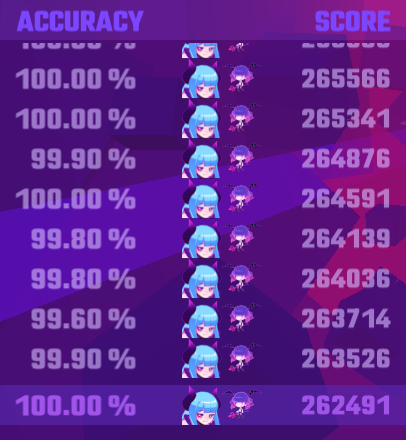 ACCURACY SCORE
100.00 % 265566
100.00 % 265341
99.90 % 264876
100.00 % 264591
99.80 % 264139
99.80 % 264036
99.60 % 263714
99.90 % 263526
100.00 % 262491